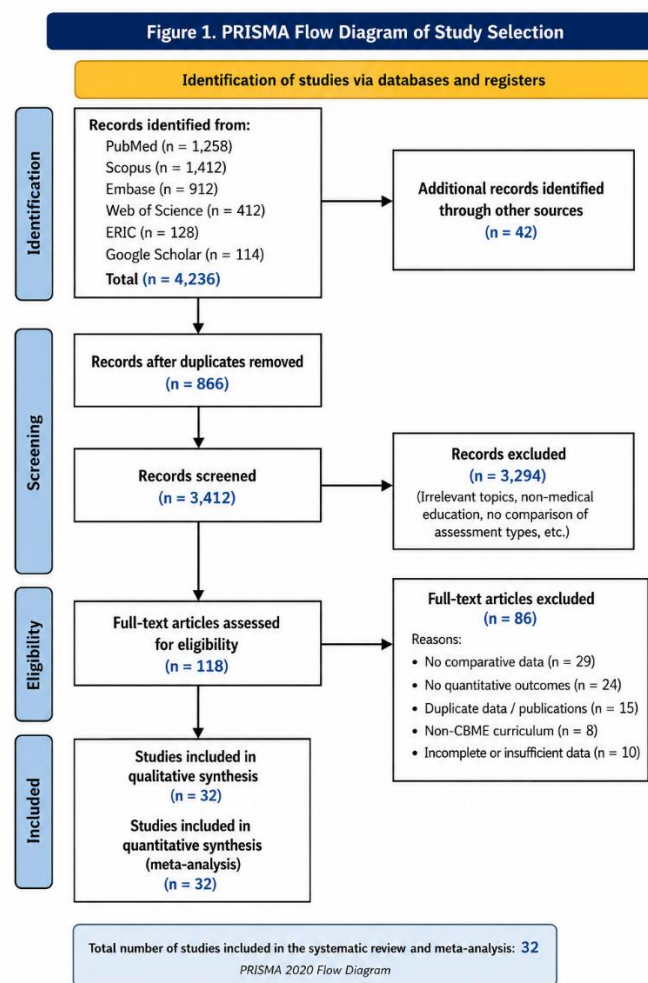 Figure 1. PRISMA Flow Diagram of Study Selection
Identification of studies via databases and registers
Identification
Records identified from:
PubMed (n = 1,258)
Scopus (n = 1,412)
Embase (n = 912)
Web of Science (n = 412)
ERIC (n = 128)
Google Scholar (n = 114)
Total (n = 4,236)
Additional records identified
through other sources
(n = 42)
Screening
Records after duplicates removed
(n = 866)
Records screened
(n = 3,412)
Records excluded
(n = 3,294)
(Irrelevant topics, non-medical
education, no comparison of
assessment types, etc.)
Eligibility
Full-text articles assessed
for eligibility
(n = 118)
Full-text articles excluded
(n = 86)
Reasons:
• No comparative data (n = 29)
• No quantitative outcomes (n = 24)
• Duplicate data / publications (n = 15)
• Non-CBME curriculum (n = 8)
• Incomplete or insufficient data (n = 10)
Included
Studies included in
qualitative synthesis
(n = 32)
Studies included in
quantitative synthesis
(meta-analysis)
(n = 32)
Total number of studies included in the systematic review and meta-analysis: 32
PRISMA 2020 Flow Diagram